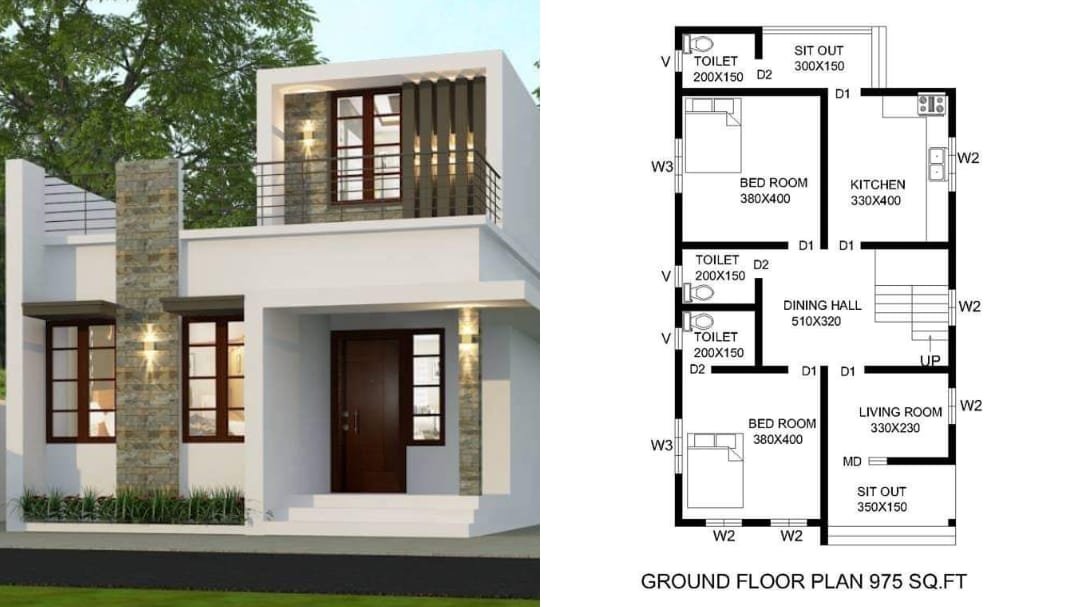 V
TOILET
200X150
D2
SIT OUT
300X150
D1
W3
BED ROOM
380X400
KITCHEN
330X400
W2
D1
D1
V
TOILET
200X150
D2
DINING HALL
510X320
W2
UP
V
TOILET
200X150
D2
D1
D1
LIVING ROOM
330X230
W2
W3
BED ROOM
380X400
MD
SIT OUT
350X150
W2
W2
GROUND FLOOR PLAN 975 SQ.FT